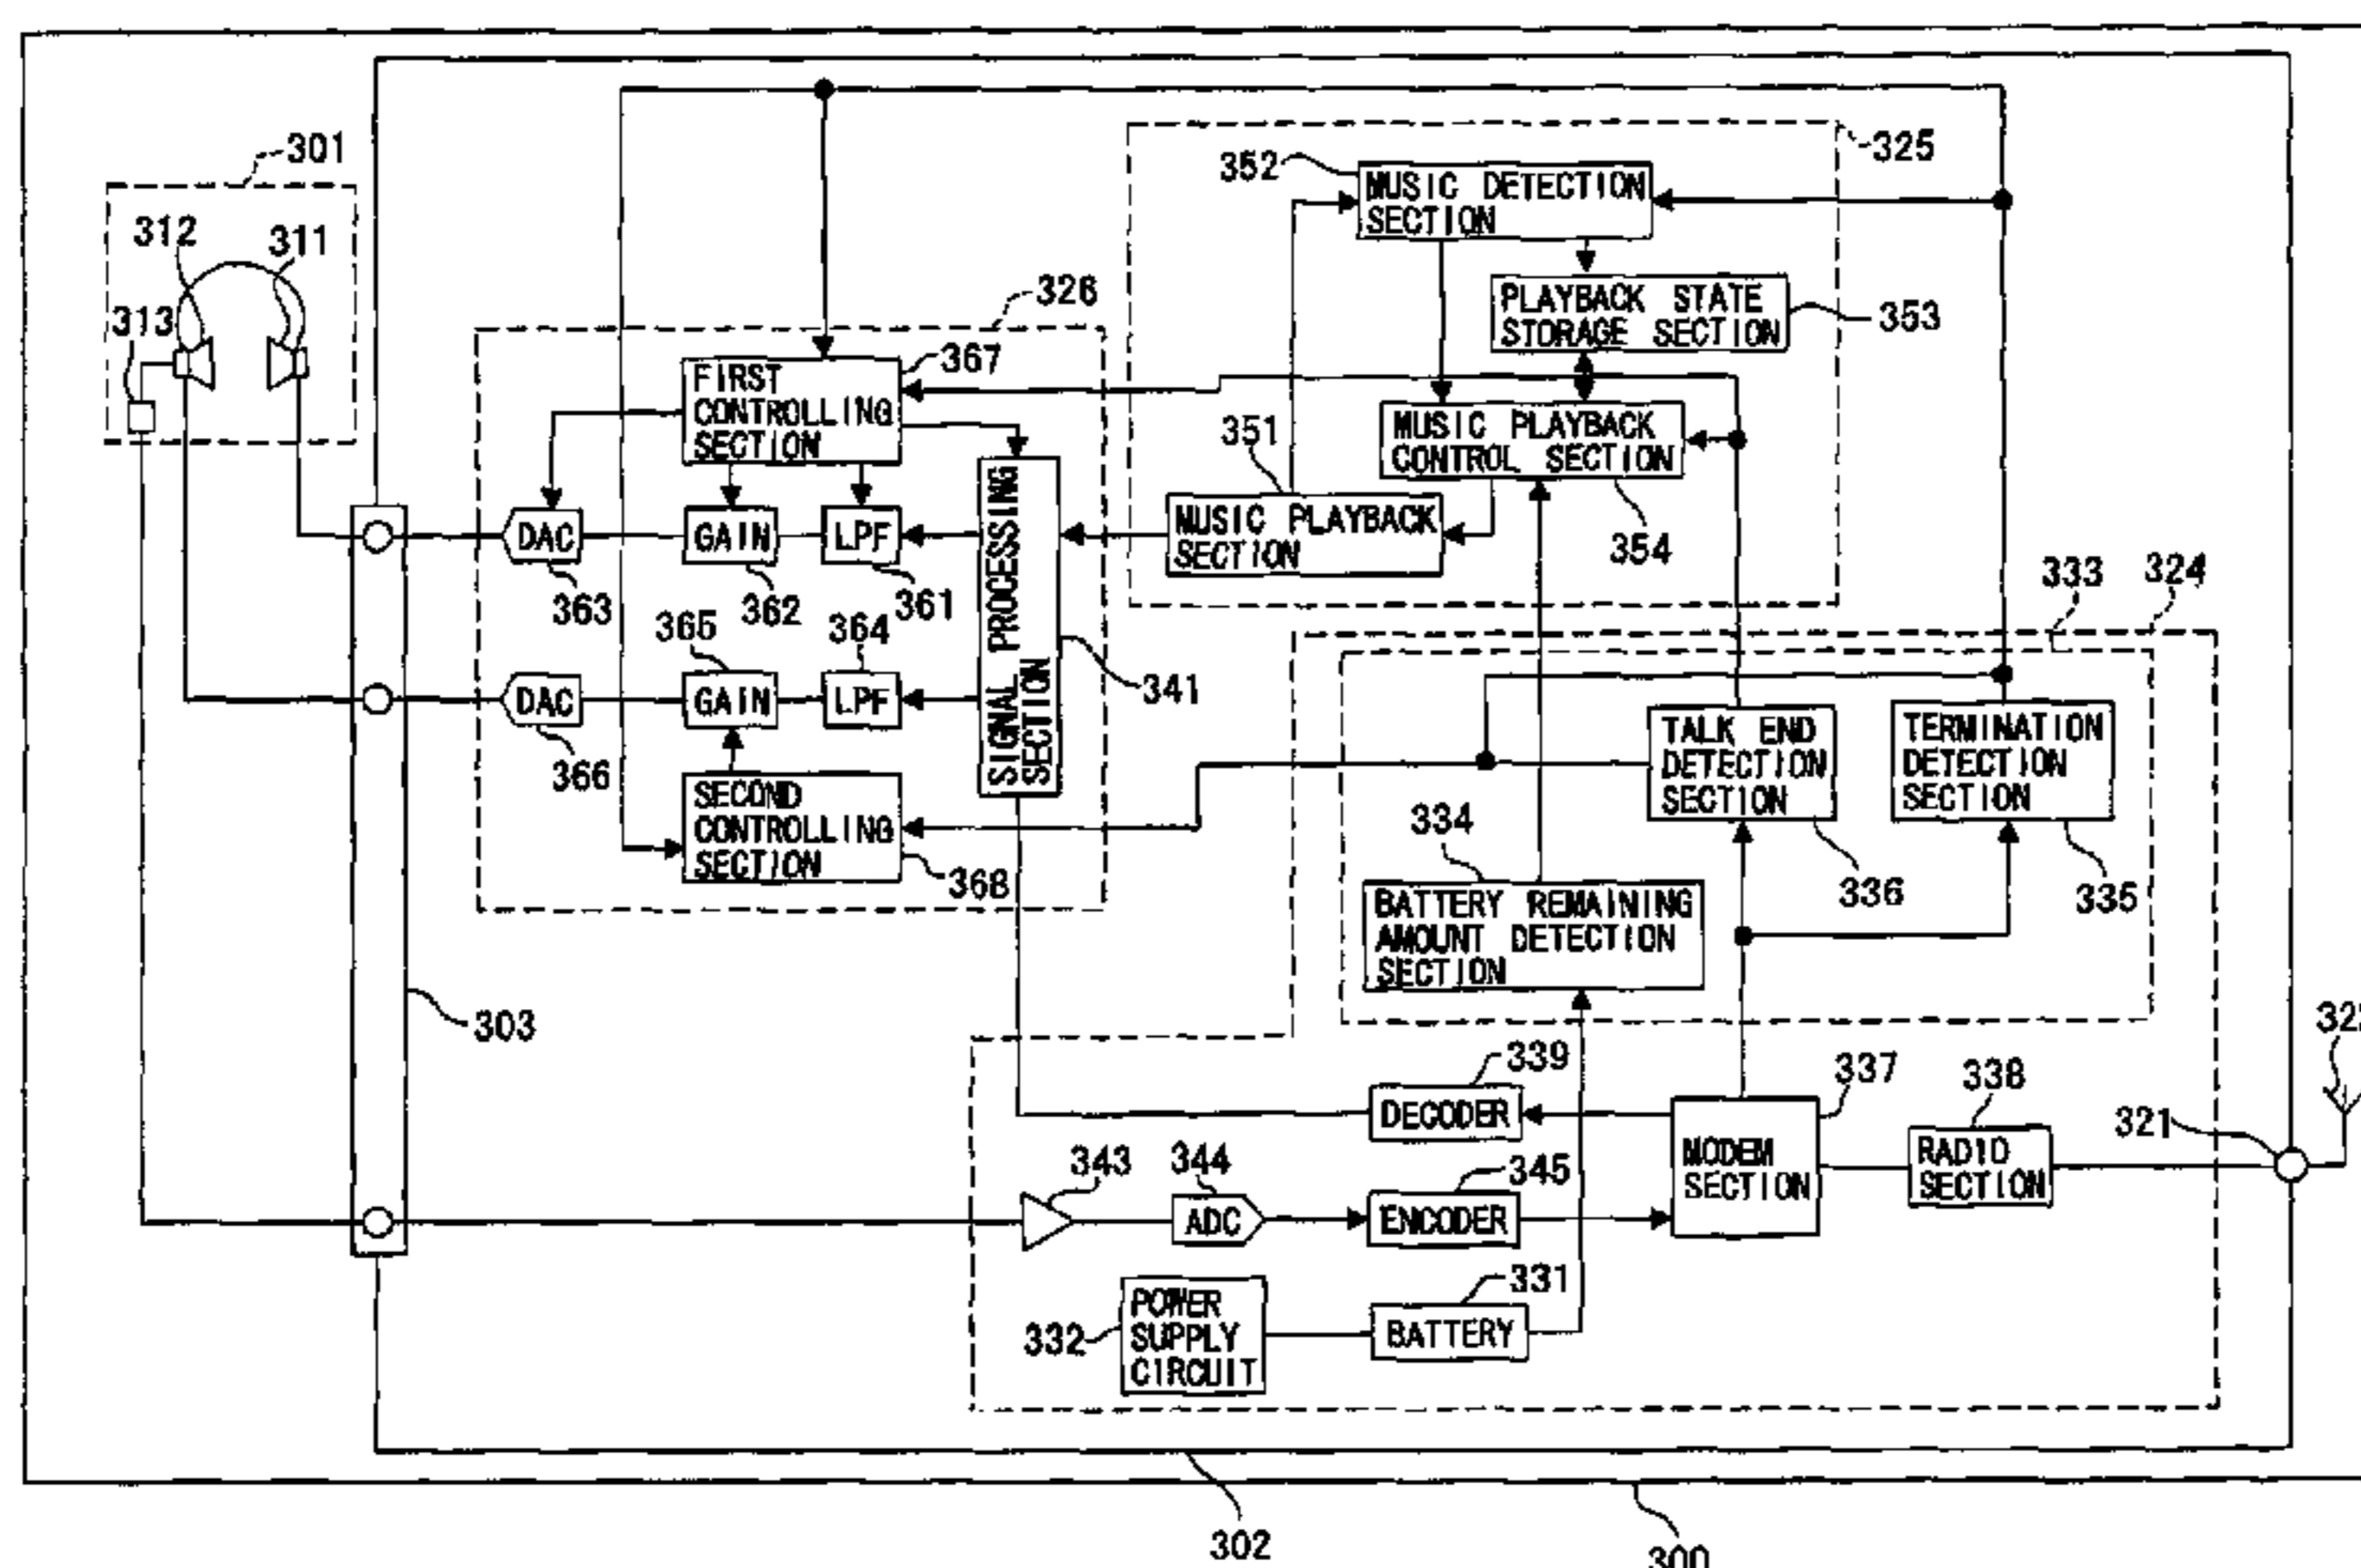 301
312
311
313
326
325
352
MUSIC DETECTION
SECTION
PLAYBACK STATE
STORAGE SECTION
353
FIRST
CONTROLLING
SECTION
367
MUSIC PLAYBACK
CONTROL SECTION
354
351
MUSIC PLAYBACK
SECTION
DAC
363
GAIN
362
LPF
361
SIGNAL PROCESSING
SECTION
341
365
364
DAC
366
GAIN
LPF
SECOND
CONTROLLING
SECTION
368
333
324
TALK END
DETECTION
SECTION
336
TERMINATION
DETECTION
SECTION
335
334
BATTERY REMAINING
AMOUNT DETECTION
SECTION
303
339
DECODER
337
MODEM
SECTION
338
RADIO
SECTION
321
322
343
344
ADC
345
ENCODER
332
POWER
SUPPLY
CIRCUIT
331
BATTERY
302
300